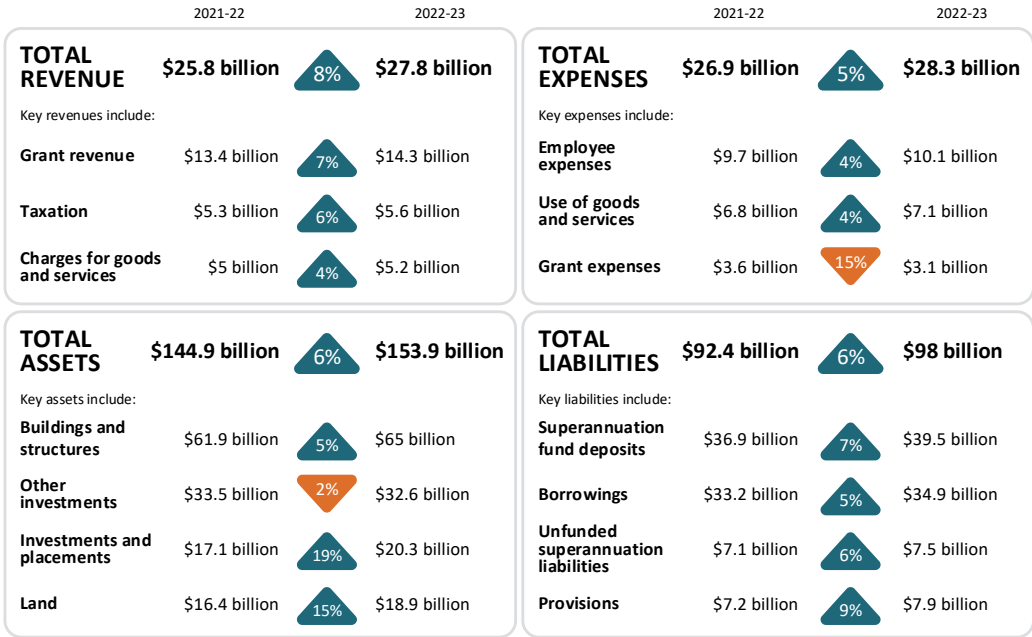 2021-22 2022-23 2021-22 2022-23
TOTAL
REVENUE $25.8 billion 8% $27.8 billion
Key revenues include:
Grant revenue $13.4 billion 7% $14.3 billion
Taxation $5.3 billion 6% $5.6 billion
Charges for goods
and services $5 billion 4% $5.2 billion
TOTAL
EXPENSES $26.9 billion 5% $28.3 billion
Key expenses include:
Employee
expenses $9.7 billion 4% $10.1 billion
Use of goods
and services $6.8 billion 4% $7.1 billion
Grant expenses $3.6 billion 15% $3.1 billion
TOTAL
ASSETS $144.9 billion 6% $153.9 billion
Key assets include:
Buildings and
structures $61.9 billion 5% $65 billion
Other
investments $33.5 billion 2% $32.6 billion
Investments and
placements $17.1 billion 19% $20.3 billion
Land $16.4 billion 15% $18.9 billion
TOTAL
LIABILITIES $92.4 billion 6% $98 billion
Key liabilities include:
Superannuation
fund deposits $36.9 billion 7% $39.5 billion
Borrowings $33.2 billion 5% $34.9 billion
Unfunded
superannuation
liabilities $7.1 billion 6% $7.5 billion
Provisions $7.2 billion 9% $7.9 billion